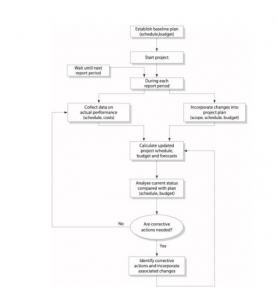 Establish baseline plan
(schedule,budget)
Start project
Wait until next
report period
During each
report period
Collect data on
actual performance
(schedule, costs)
Incorporate changes into
project plan
(scope, schedule, budget)
Calculate updated
project schedule,
budget and forecasts
Analyse current status
compared with plan
(schedule, budget)
Are corrective
actions needed?
No
Yes
Identify corrective
actions and incorporate
associated changes